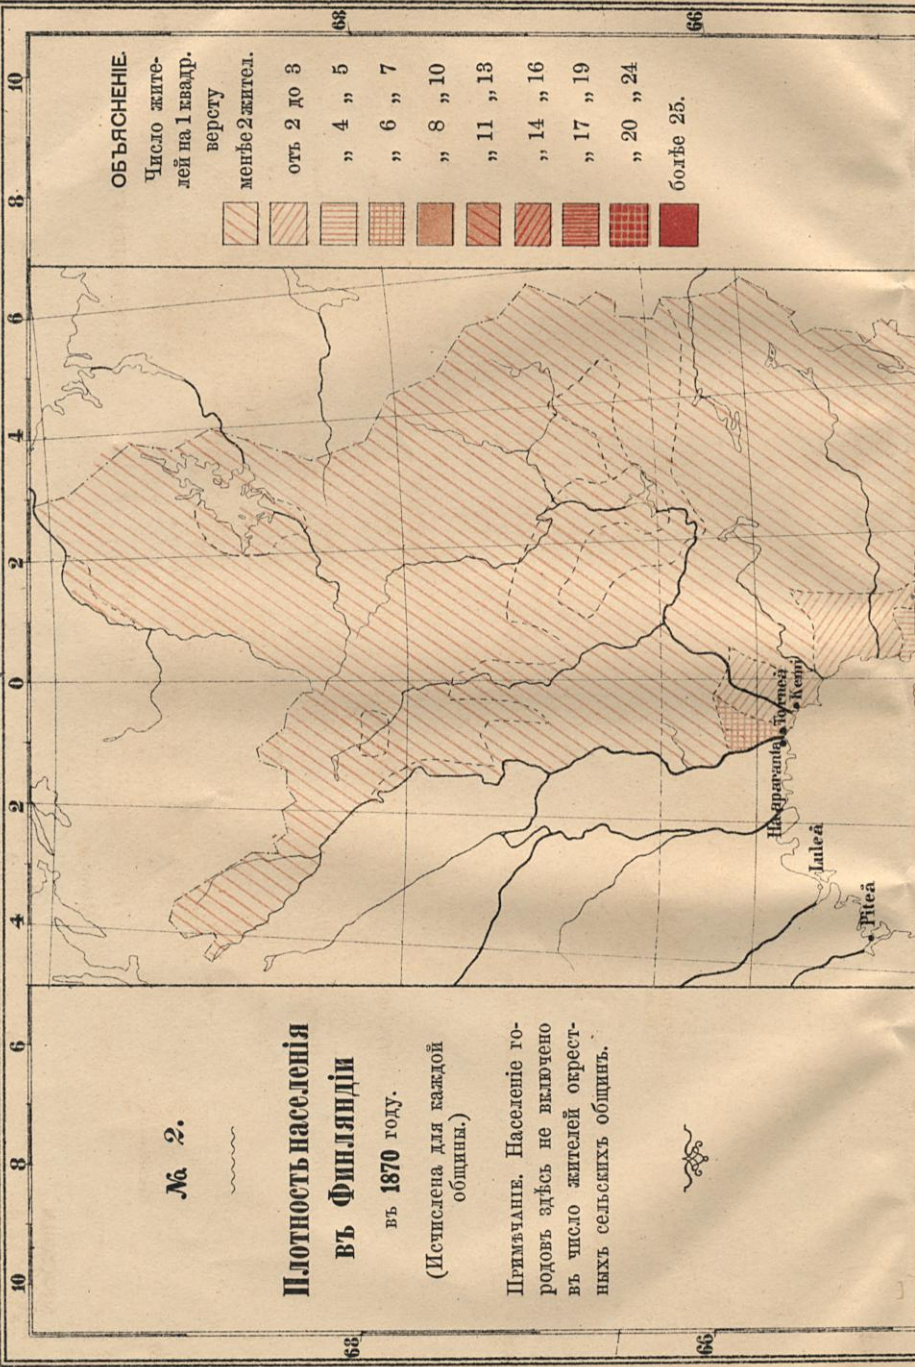 № 2.
Плотность населенія
въ Финляндіи
въ 1870 году.
(Исчислена для каждой
общины.)
Примѣчаніе. Населеніе го-
родовъ здѣсь не включено
въ число жителей окрест-
ныхъ сельскихъ общинъ.
ОБЪЯСНЕНІЕ.
Число жите-
лей на 1 квадр.
версту
менѣе 2 жител.
отъ 2 до 3
„ 4 „ 5
„ 6 „ 7
„ 8 „ 10
„ 11 „ 13
„ 14 „ 16
„ 17 „ 19
„ 20 „ 24
болѣе 25.
10 8 6 4 2 0 2 4 6 8 10
68 68
66 66
Haaparanta
Torneå
Kemi
Luleå
Piteå